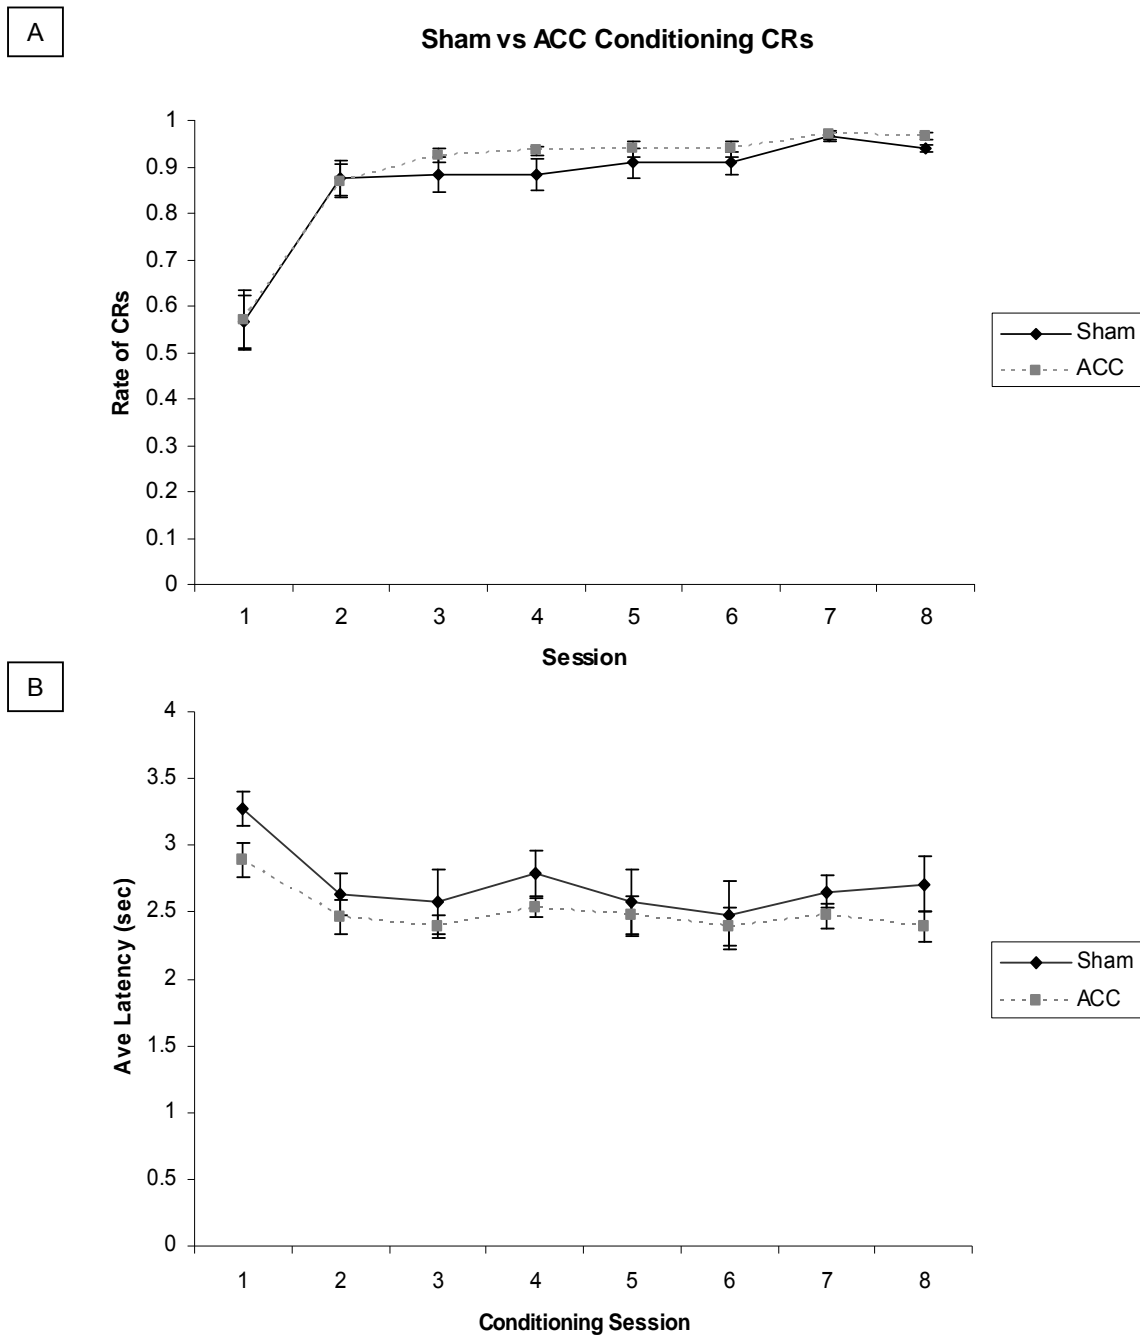 A
Sham vs ACC Conditioning CRs
1
0.9
0.8
0.7
0.6
0.5
0.4
0.3
0.2
0.1
0
Rate of CRs
1 2 3 4 5 6 7 8
Session
Sham
ACC
B
4
3.5
3
2.5
2
1.5
1
0.5
0
Ave Latency (sec)
1 2 3 4 5 6 7 8
Conditioning Session
Sham
ACC